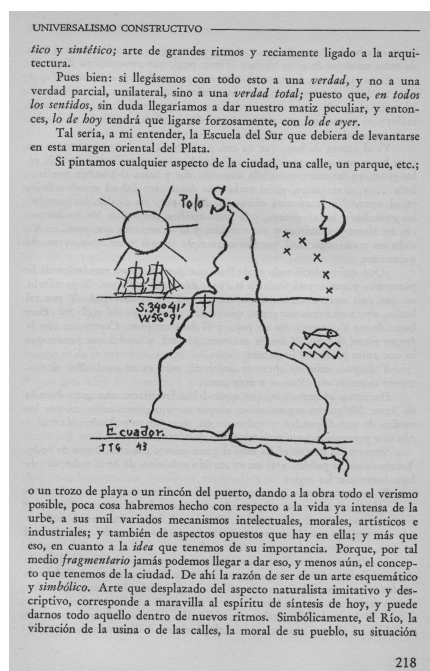 UNIVERSALISMO CONSTRUCTIVO
tico y sintético; arte de grandes ritmos y reciamente ligado a la arqui-
tectura.
Pues bien: si llegásemos con todo esto a una verdad, y no a una
verdad parcial, unilateral, sino a una verdad total; puesto que, en todos
los sentidos, sin duda llegaríamos a dar nuestro matiz peculiar, y enton-
ces, lo de hoy tendrá que ligarse forzosamente, con lo de ayer.
Tal sería, a mi entender, la Escuela del Sur que debiera de levantarse
en esta margen oriental del Plata.
Si pintamos cualquier aspecto de la ciudad, una calle, un parque, etc.;
Polo S
S. 34º 41'
W 56º 9'
Ecuador.
JTG 43
o un trozo de playa o un rincón del puerto, dando a la obra todo el verismo
posible, poca cosa habremos hecho con respecto a la vida ya intensa de la
urbe, a sus mil variados mecanismos intelectuales, morales, artísticos e
industriales; y también de aspectos opuestos que hay en ella; y más que
eso, en cuanto a la idea que tenemos de su importancia. Porque, por tal
medio fragmentario jamás podemos llegar a dar eso, y menos aún, el concep-
to que tenemos de la ciudad. De ahí la razón de ser de un arte esquemático
y simbólico. Arte que desplazado del aspecto naturalista imitativo y des-
criptivo, corresponde a maravilla al espíritu de síntesis de hoy, y puede
darnos todo aquello dentro de nuevos ritmos. Simbólicamente, el Río, la
vibración de la usina o de las calles, la moral de su pueblo, su situación
218